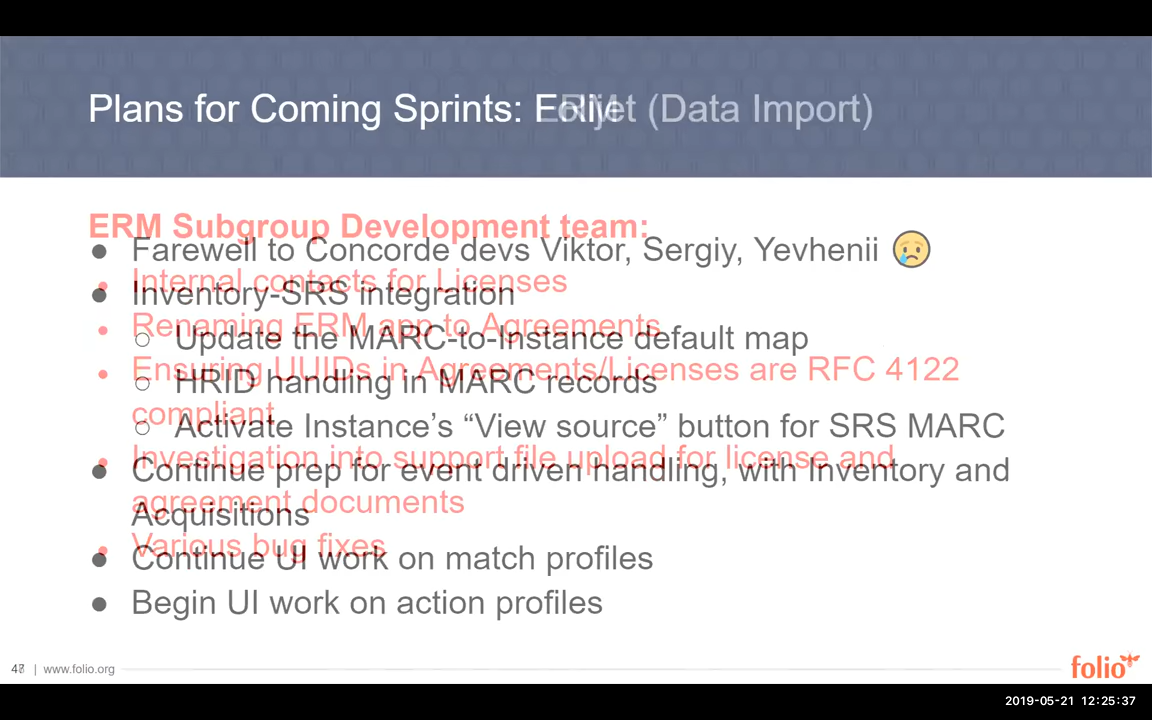 Plans for Coming Sprints: Folijet (Data Import)
ERM Subgroup Development team:
Farewell to Concorde devs Viktor, Sergiy, Yevhenii
Internal contacts for Licenses
Inventory-SRS integration
Renaming ERM app to Agreements
Update the MARC-to-Instance default map
Ensuring UUIDs in Agreements/Licenses are RFC 4122
HRID handling in MARC records
compliant
Activate Instance’s “View source” button for SRS MARC
Investigation into support file upload for license and
Continue prep for event driven handling, with Inventory and
agreement documents
Acquisitions
Various bug fixes
Continue UI work on match profiles
Begin UI work on action profiles
| www.folio.org
folio
2019-05-21 12:25:37